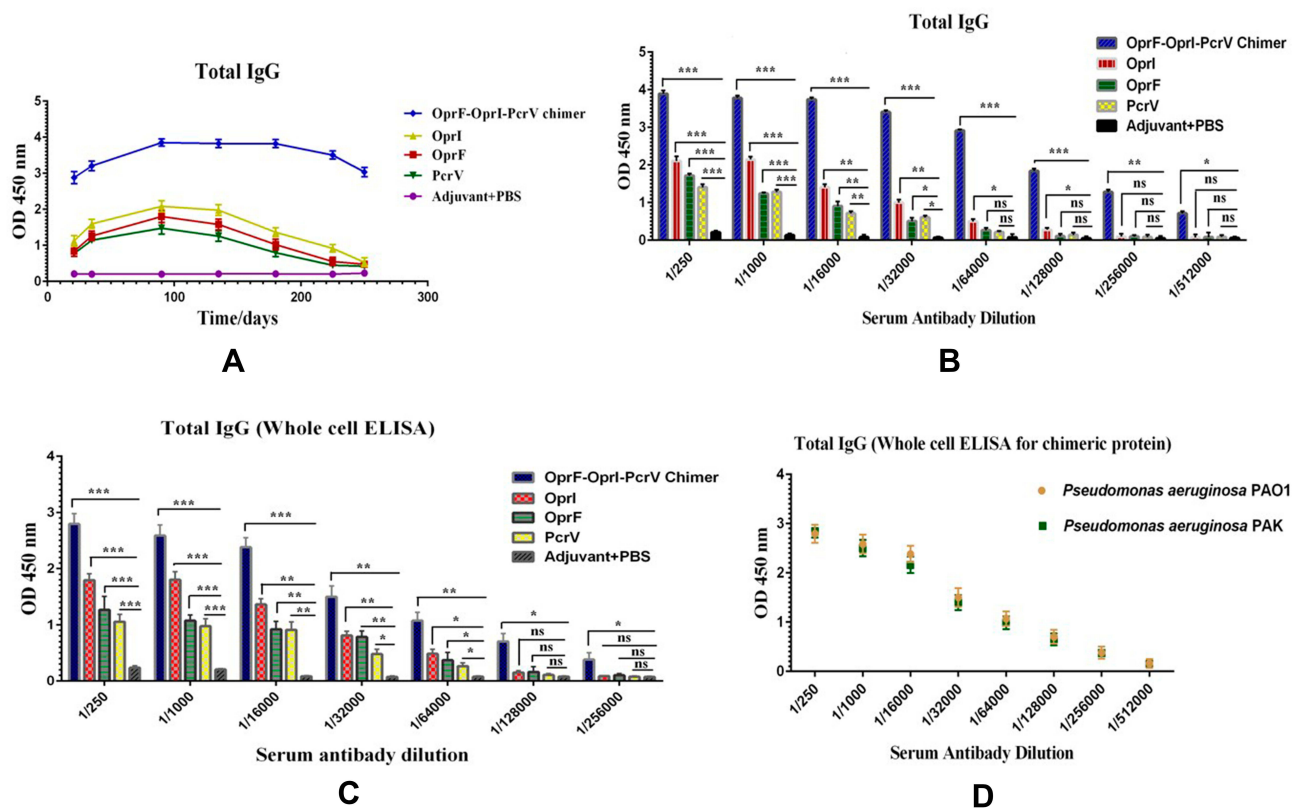 Total IgG
OD 450 nm
5
4
3
2
1
0
0
100
200
300
Time/days
OprF-OprI-PcrV chimer
OprI
OprF
PcrV
Adjuvant+PBS
A
Total IgG
OD 450 nm
5
4
3
2
1
0
*** *** *** ***
*** *** *** ***
*** ** ** **
*** ** * *
*** * ns ns
*** * ns ns
** ns ns ns
* ns ns ns
1/250
1/1000
1/16000
1/32000
1/64000
1/128000
1/256000
1/512000
Serum Antibady Dilution
OprF-OprI-PcrV Chimer
OprI
OprF
PcrV
Adjuvant+PBS
B
Total IgG (Whole cell ELISA)
OD 450 nm
4
3
2
1
0
*** *** *** ***
*** *** *** ***
*** ** ** **
** ** ** *
** * * *
* ns ns ns
* ns ns ns
1/250
1/1000
1/16000
1/32000
1/64000
1/128000
1/256000
Serum antibady dilution
OprF-OprI-PcrV Chimer
OprI
OprF
PcrV
Adjuvant+PBS
C
Total IgG (Whole cell ELISA for chimeric protein)
OD 450 nm
4
3
2
1
0
1/250
1/1000
1/16000
1/32000
1/64000
1/128000
1/256000
1/512000
Serum Antibady Dilution
Pseudomonas aeruginosa PAO1
Pseudomonas aeruginosa PAK
D